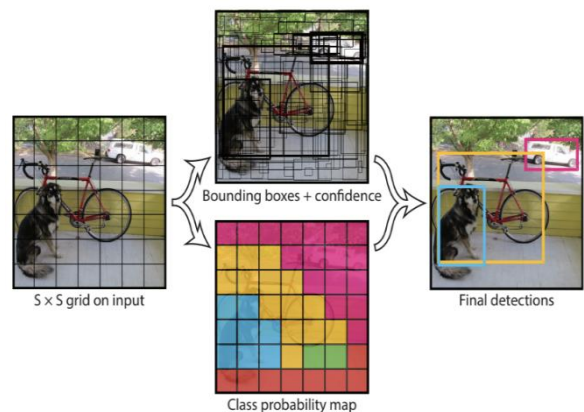 Bounding boxes + confidence
S × S grid on input
Final detections
Class probability map